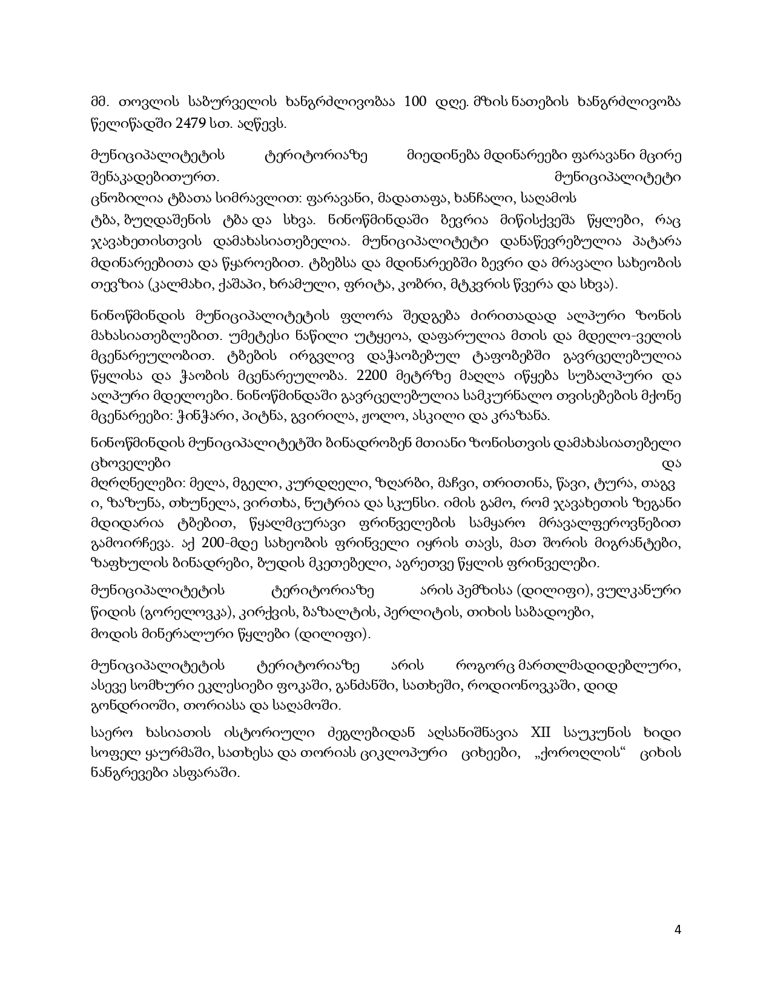 მმ. თოვლის საბურველის ხანგრძლივობაა 100 დღე. მზის ნათების ხანგრძლივობა
წელიწადში 2479 სთ. აღწევს.
მუნიციპალიტეტის ტერიტორიაზე მიედინება მდინარეები ფარავანი მცირე
შენაკადებითურთ. მუნიციპალიტეტი
ცნობილია ტბათა სიმრავლით: ფარავანი, მადათაფა, ხანჩალი, საღამოს
ტბა, ბუღდაშენის ტბა და სხვა. ნინოწმინდაში ბევრია მიწისქვეშა წყლები, რაც
ჯავახეთისთვის დამახასიათებელია. მუნიციპალიტეტი დანაწევრებულია პატარა
მდინარეებითა და წყაროებით. ტბებსა და მდინარეებში ბევრი და მრავალი სახეობის
თევზია (კალმახი, ქაშაპი, ხრამული, ფრიტა, კობრი, მტკვრის წვერა და სხვა).
ნინოწმინდის მუნიციპალიტეტის ფლორა შედგება ძირითადად ალპური ზონის
მახასიათებლებით. უმეტესი ნაწილი უტყეოა, დაფარულია მთის და მდელო-ველის
მცენარეულობით. ტბების ირგვლივ დაჭაობებულ ტაფობებში გავრცელებულია
წყლისა და ჭაობის მცენარეულობა. 2200 მეტრზე მაღლა იწყება სუბალპური და
ალპური მდელოები. ნინოწმინდაში გავრცელებულია სამკურნალო თვისებების მქონე
მცენარეები: ჭინჭარი, პიტნა, გვირილა, ჟოლო, ასკილი და კრაზანა.
ნინოწმინდის მუნიციპალიტეტში ბინადრობენ მთიანი ზონისთვის დამახასიათებელი
ცხოველები და
მღრღნელები: მელა, მგელი, კურდღელი, ზღარბი, მაჩვი, თრითინა, წავი, ტურა, თაგვ
ი, ზაზუნა, თხუნელა, ვირთხა, ნუტრია და სკუნსი. იმის გამო, რომ ჯავახეთის ზეგანი
მდიდარია ტბებით, წყალმცურავი ფრინველების სამყარო მრავალფეროვნებით
გამოირჩევა. აქ 200-მდე სახეობის ფრინველი იყრის თავს, მათ შორის მიგრანტები,
ზაფხულის ბინადრები, ბუდის მკეთებელი, აგრეთვე წყლის ფრინველები.
მუნიციპალიტეტის ტერიტორიაზე არის პემზისა (დილიფი), ვულკანური
წიდის (გორელოვკა), კირქვის, ბაზალტის, პერლიტის, თიხის საბადოები,
მოდის მინერალური წყლები (დილიფი).
მუნიციპალიტეტის ტერიტორიაზე არის როგორც მართლმადიდებლური,
ასევე სომხური ეკლესიები ფოკაში, განძანში, სათხეში, როდიონოვკაში, დიდ
გონდრიოში, თორიასა და საღამოში.
საერო ხასიათის ისტორიული ძეგლებიდან აღსანიშნავია XII საუკუნის ხიდი
სოფელ ყაურმაში, სათხესა და თორიას ციკლოპური ციხეები, „ქოროღლის“ ციხის
ნანგრევები ასფარაში.
4